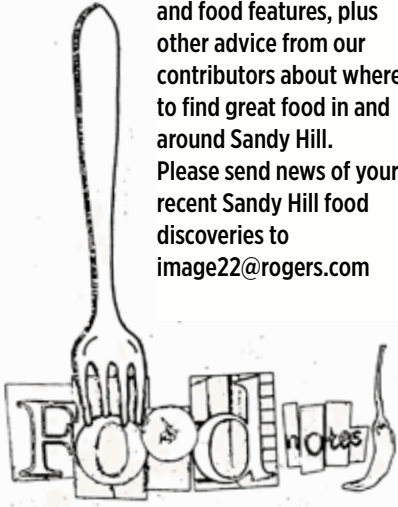 and food features, plus
other advice from our
contributors about where
to find great food in and
around Sandy Hill.
Please send news of your
recent Sandy Hill food
discoveries to
image22@rogers.com
Food notes